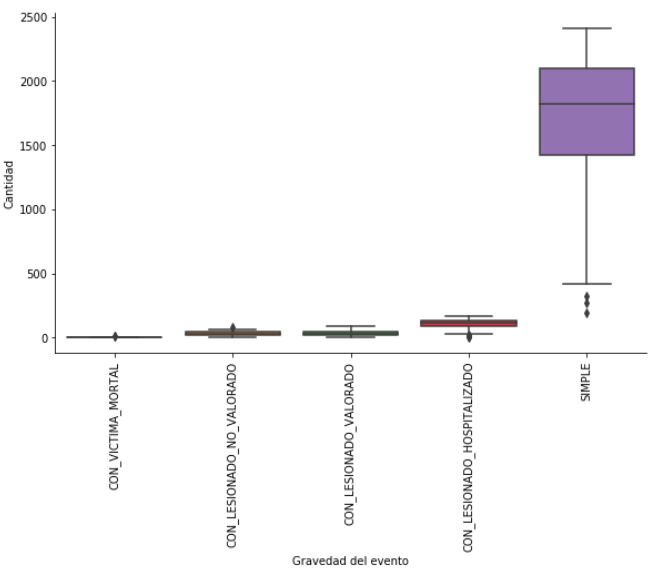 2500
2000
1500
1000
500
0
Cantidad
CON_VICTIMA_MORTAL
CON_LESIONADO_NO_VALORADO
CON_LESIONADO_VALORADO
CON_LESIONADO_HOSPITALIZADO
SIMPLE
Gravedad del evento